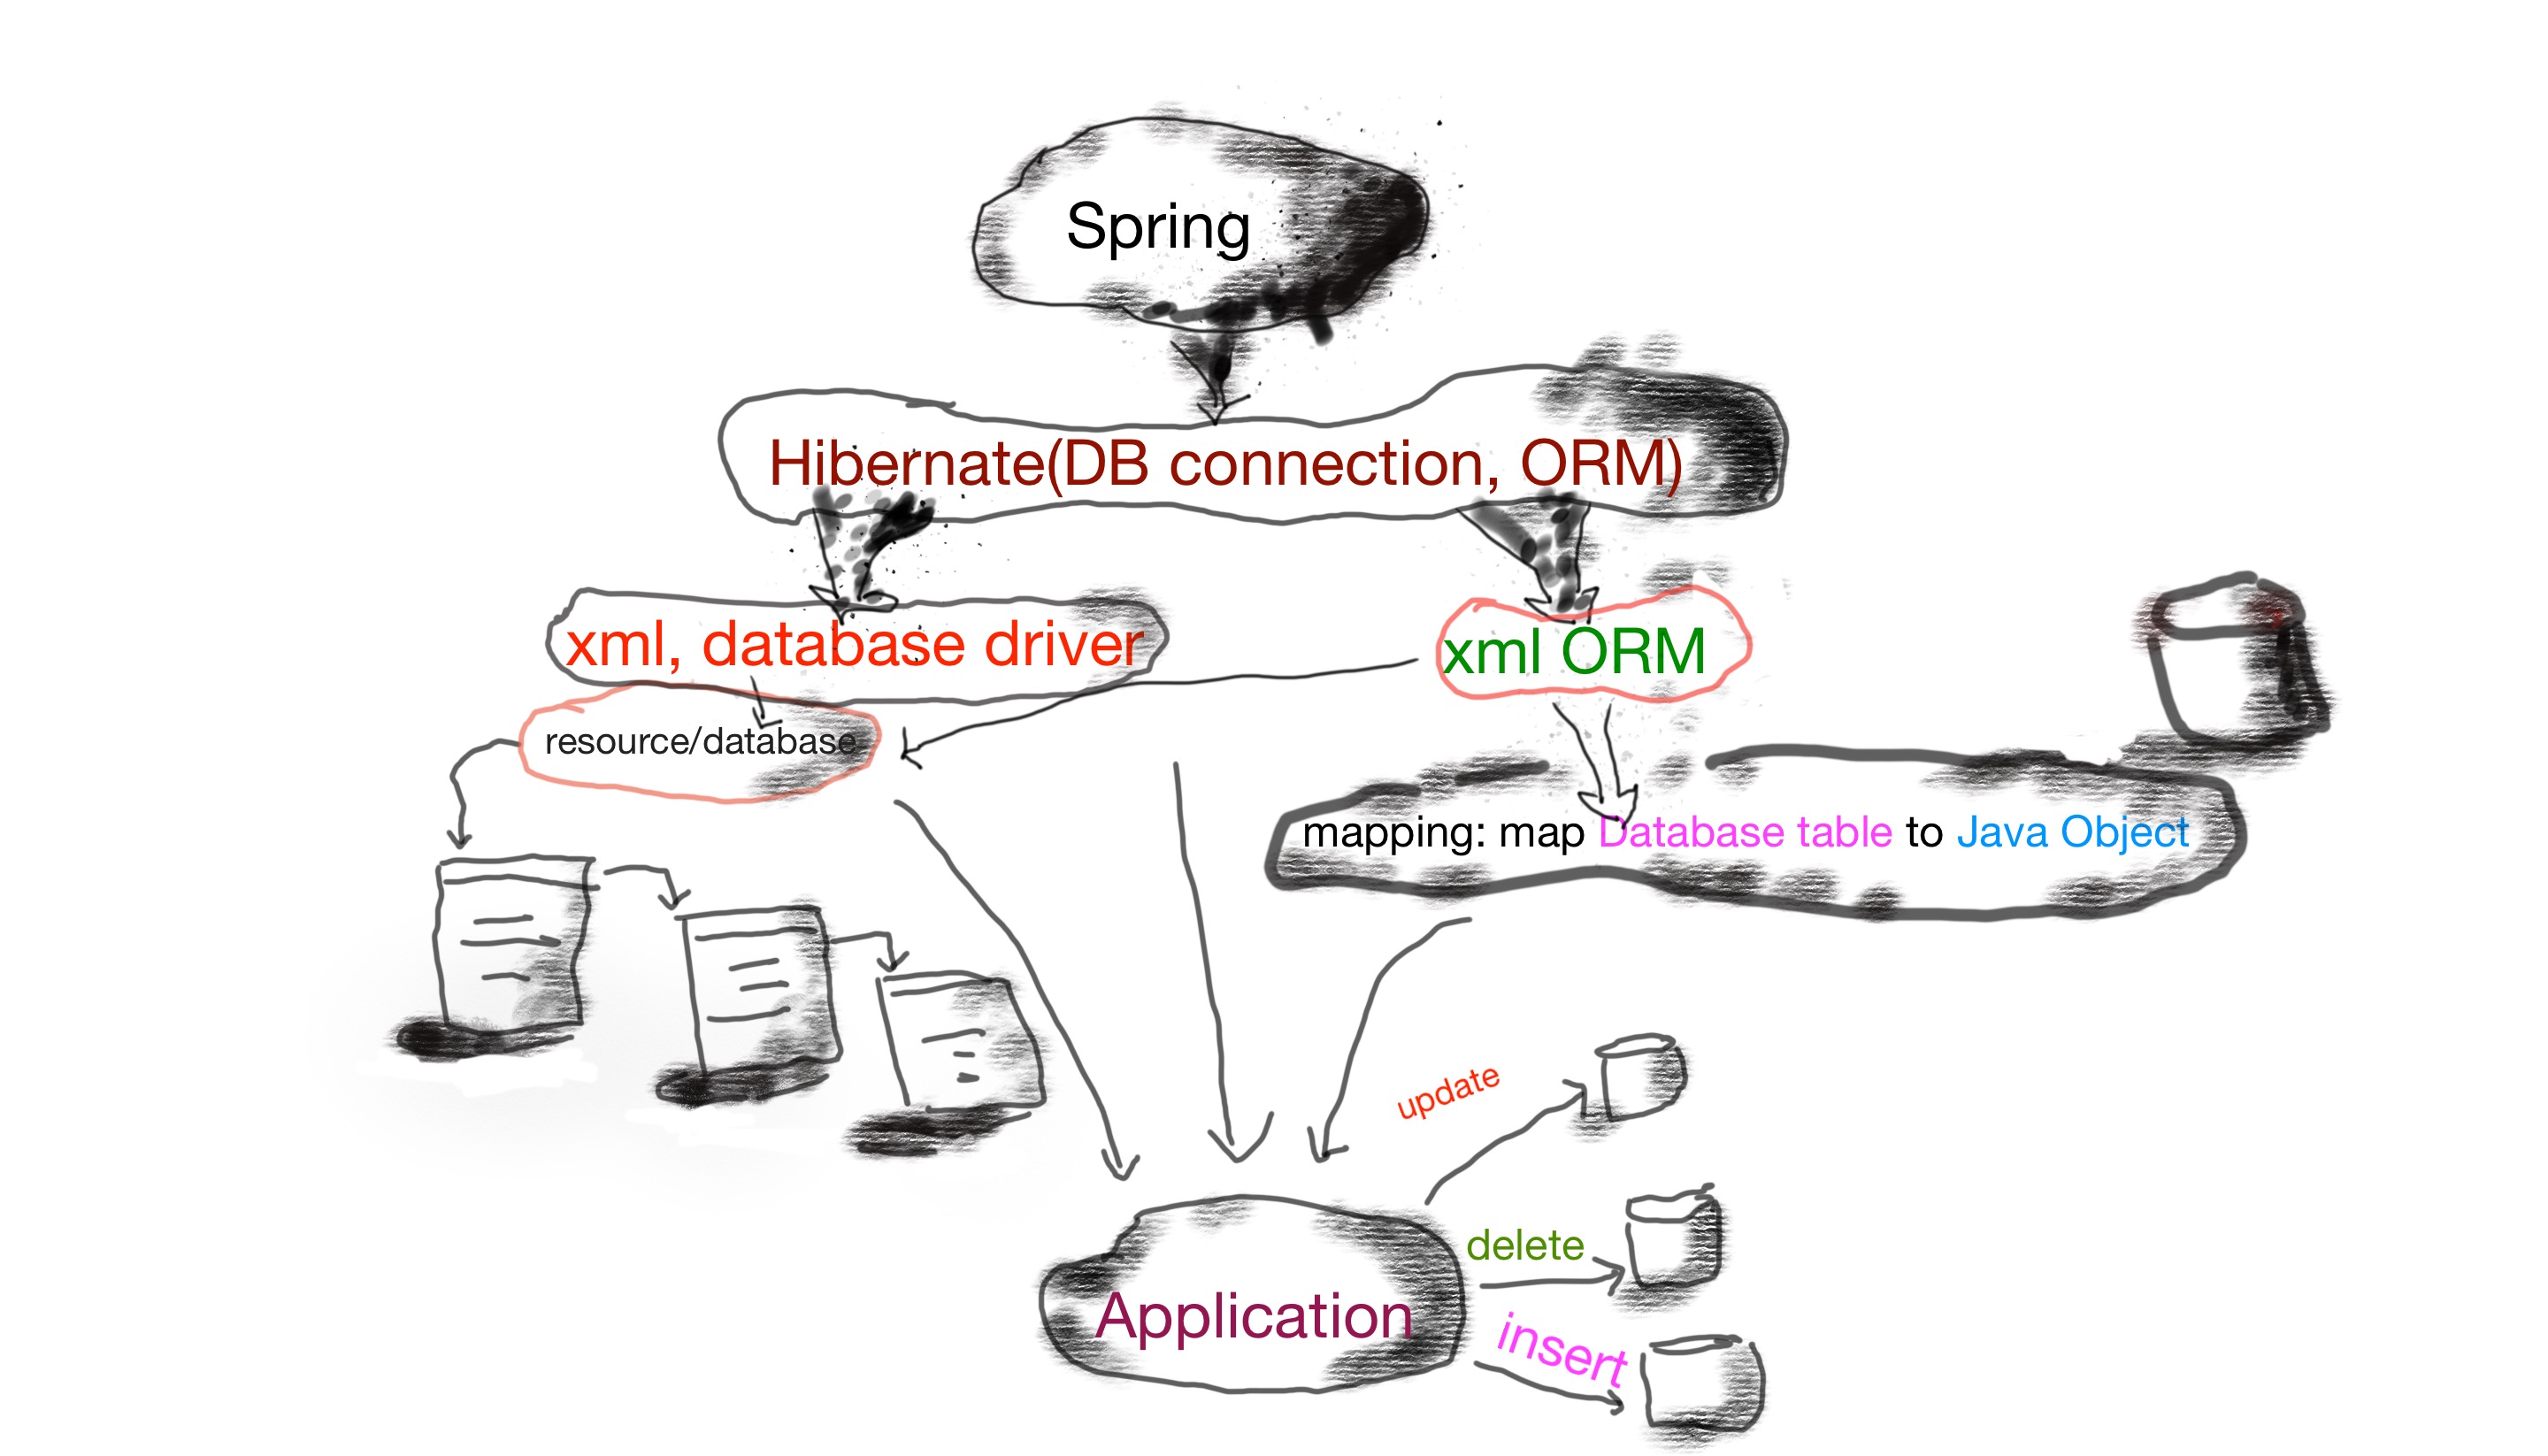 Spring
Hibernate(DB connection, ORM)
xml, database driver
xml ORM
resource/database
mapping: map Database table to Java Object
update
delete
Application
insert